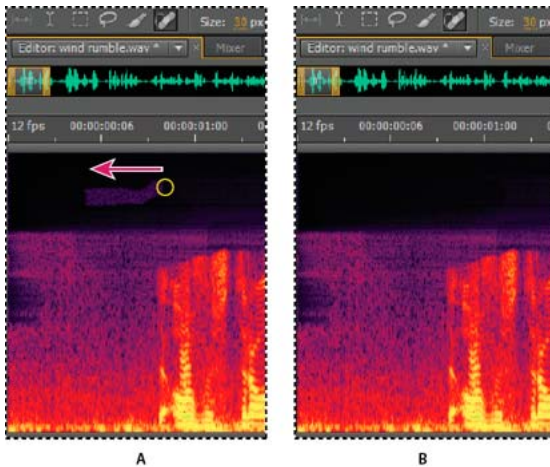 Size: 30 px
Editor: wind rumble.wav *
Mixer
12 fps 00:00:00:06 00:00:01:00
A
Size: 30 px
Editor: wind rumble.wav *
Mixer
12 fps 00:00:00:06 00:00:01:00
B